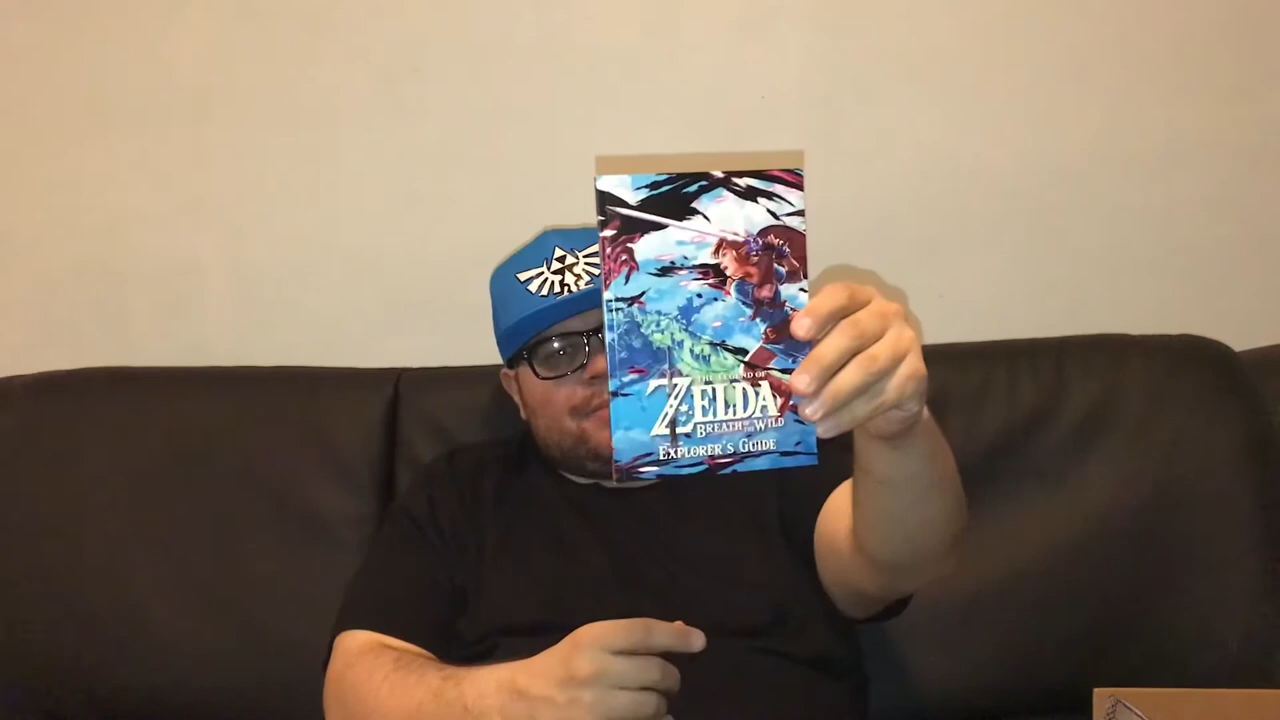 THE LEGEND OF
ZELDA
BREATH OF THE WILD
EXPLORER'S GUIDE